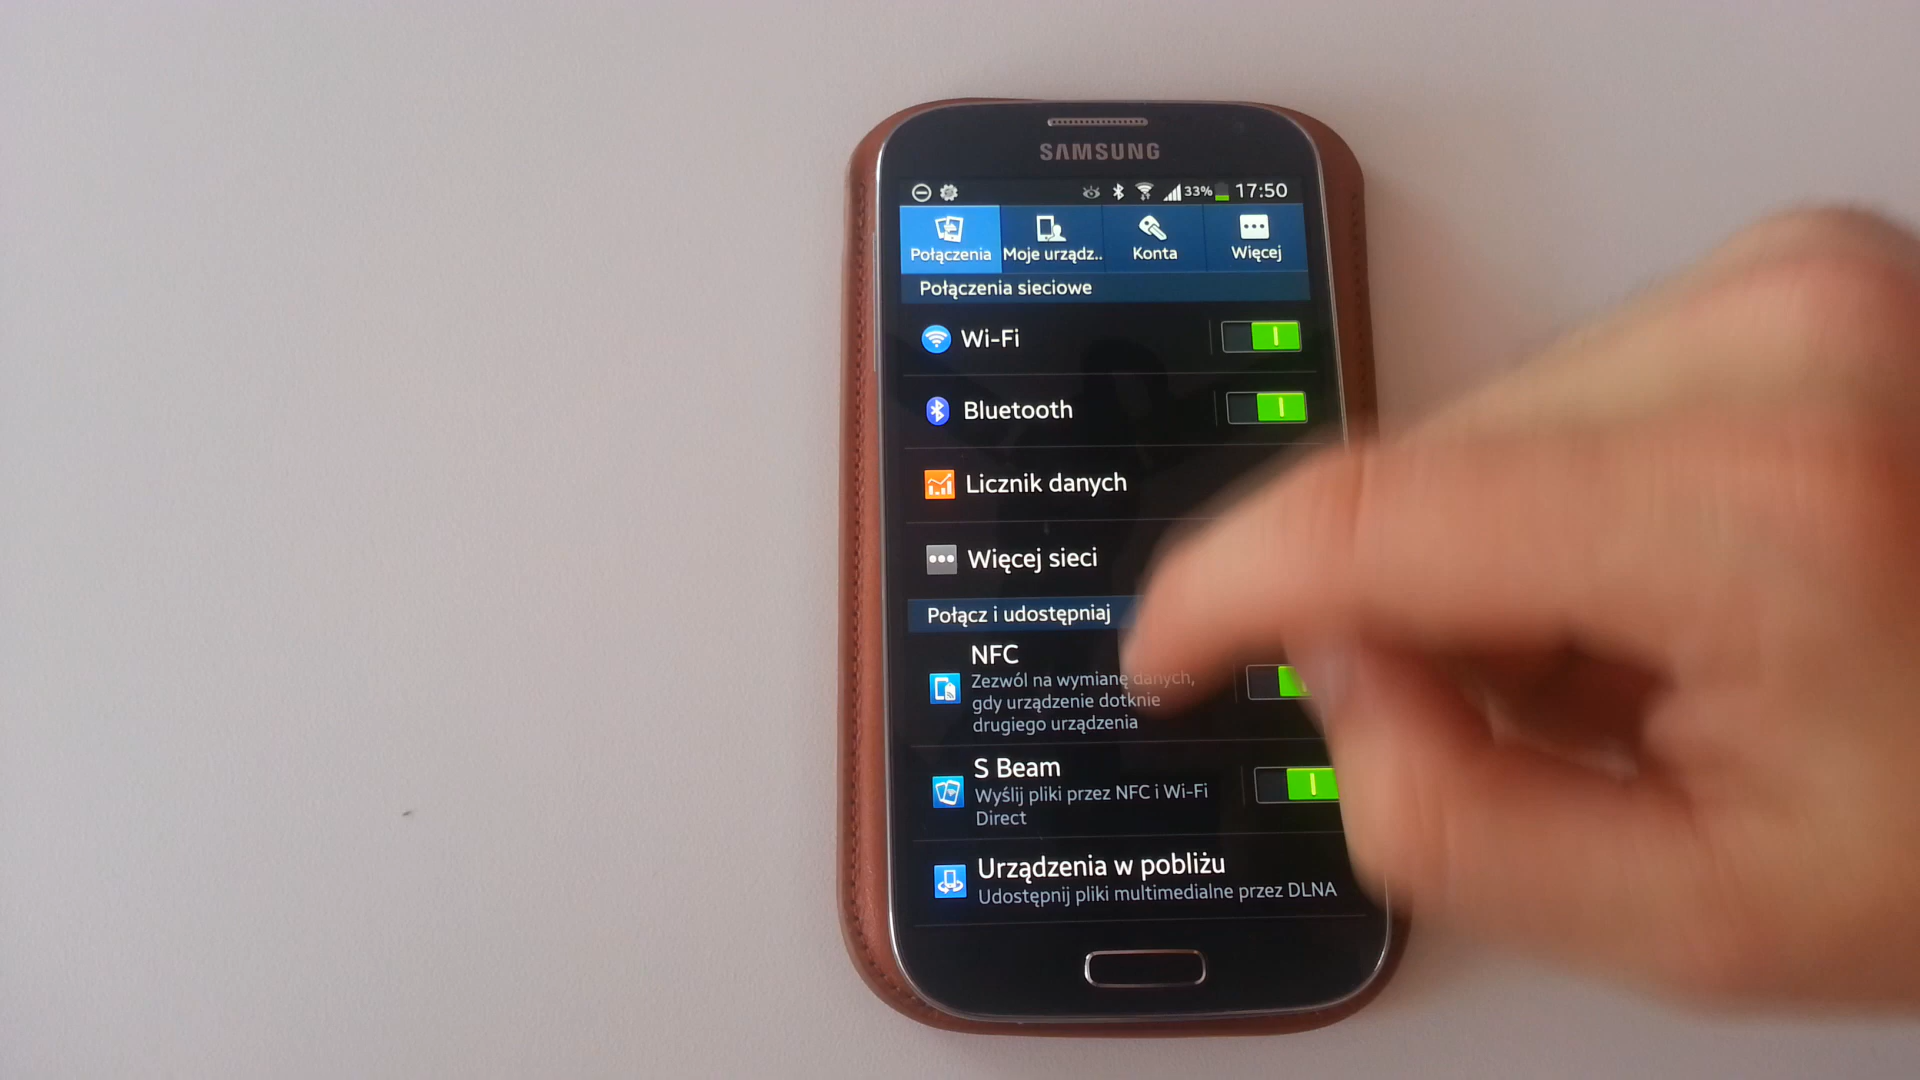 SAMSUNG
33% 17:50
Połączenia Moje urządz.. Konta Więcej
Połączenia sieciowe
Wi-Fi
Bluetooth
Licznik danych
Więcej sieci
Połącz i udostępniaj
NFC
Zezwól na wymianę danych,
gdy urządzenie dotknie
drugiego urządzenia
S Beam
Wyślij pliki przez NFC i Wi-Fi
Direct
Urządzenia w pobliżu
Udostępnij pliki multimedialne przez DLNA